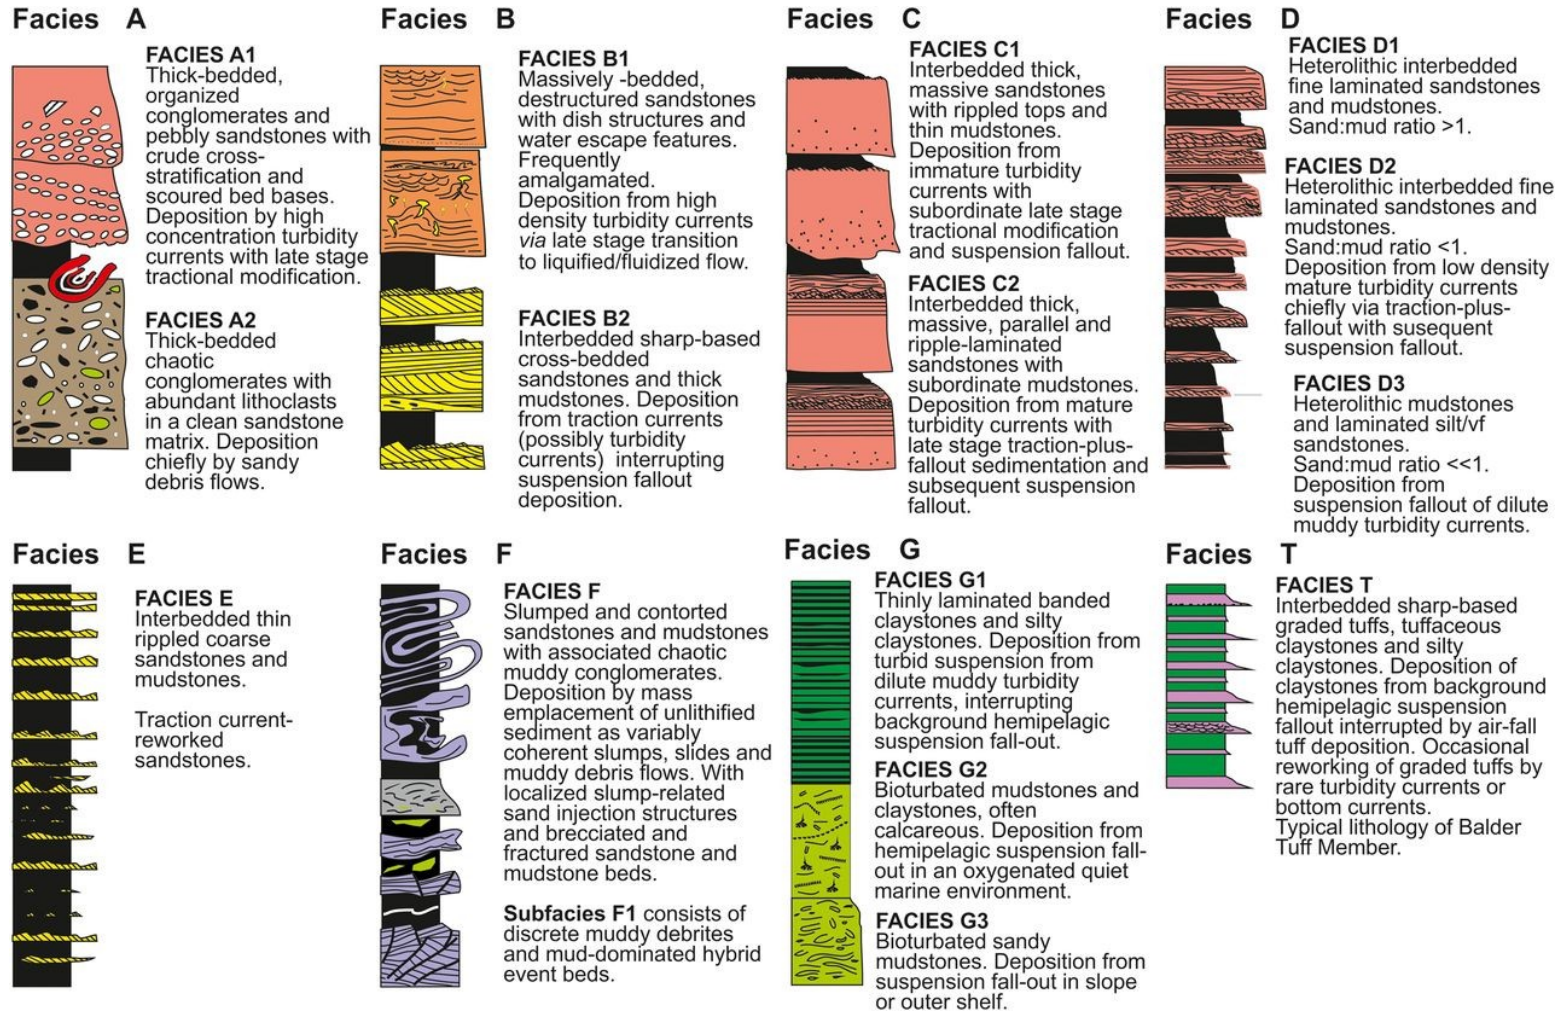 Facies A
FACIES A1
Thick-bedded,
organized
conglomerates and
pebbly sandstones with
crude cross-
stratification and
scoured bed bases.
Deposition by high
concentration turbidity
currents with late stage
tractional modification.
FACIES A2
Thick-bedded
chaotic
conglomerates with
abundant lithoclasts
in a clean sandstone
matrix. Deposition
chiefly by sandy
debris flows.
Facies B
FACIES B1
Massively -bedded,
destructured sandstones
with dish structures and
water escape features.
Frequently
amalgamated.
Deposition from high
density turbidity currents
via late stage transition
to liquified/fluidized flow.
FACIES B2
Interbedded sharp-based
cross-bedded
sandstones and thick
mudstones. Deposition
from traction currents
(possibly turbidity
currents) interrupting
suspension fallout
deposition.
Facies C
FACIES C1
Interbedded thick,
massive sandstones
with rippled tops and
thin mudstones.
Deposition from
immature turbidity
currents with
subordinate late stage
tractional modification
and suspension fallout.
FACIES C2
Interbedded thick,
massive, parallel and
ripple-laminated
sandstones with
subordinate mudstones.
Deposition from mature
turbidity currents with
late stage traction-plus-
fallout sedimentation and
subsequent suspension
fallout.
Facies D
FACIES D1
Heterolithic interbedded
fine laminated sandstones
and mudstones.
Sand:mud ratio >1.
FACIES D2
Heterolithic interbedded fine
laminated sandstones and
mudstones.
Sand:mud ratio <1.
Deposition from low density
mature turbidity currents
chiefly via traction-plus-
fallout with susequent
suspension fallout.
FACIES D3
Heterolithic mudstones
and laminated silt/vf
sandstones.
Sand:mud ratio <<1.
Deposition from
suspension fallout of dilute
muddy turbidity currents.
Facies E
FACIES E
Interbedded thin
rippled coarse
sandstones and
mudstones.
Traction current-
reworked
sandstones.
Facies F
FACIES F
Slumped and contorted
sandstones and mudstones
with associated chaotic
muddy conglomerates.
Deposition by mass
emplacement of unlithified
sediment as variably
coherent slumps, slides and
muddy debris flows. With
localized slump-related
sand injection structures
and brecciated and
fractured sandstone and
mudstone beds.
Subfacies F1 consists of
discrete muddy debrites
and mud-dominated hybrid
event beds.
Facies G
FACIES G1
Thinly laminated banded
claystones and silty
claystones. Deposition from
turbid suspension from
dilute muddy turbidity
currents, interrupting
background hemipelagic
suspension fall-out.
FACIES G2
Bioturbated mudstones and
claystones, often
calcareous. Deposition from
hemipelagic suspension fall-
out in an oxygenated quiet
marine environment.
FACIES G3
Bioturbated sandy
mudstones. Deposition from
suspension fall-out in slope
or outer shelf.
Facies T
FACIES T
Interbedded sharp-based
graded tuffs, tuffaceous
claystones and silty
claystones. Deposition of
claystones from background
hemipelagic suspension
fallout interrupted by air-fall
tuff deposition. Occasional
reworking of graded tuffs by
rare turbidity currents or
bottom currents.
Typical lithology of Balder
Tuff Member.